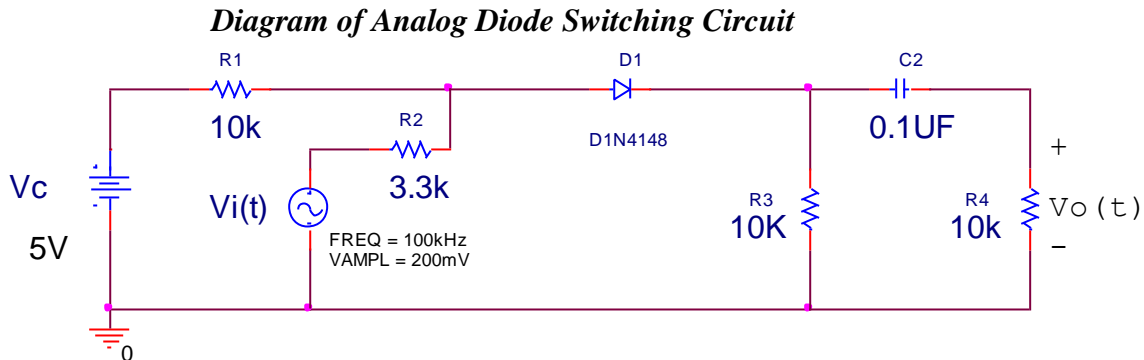 Diagram of Analog Diode Switching Circuit
R1
10k
D1
D1N4148
C2
0.1UF
R2
3.3k
Vc
5V
Vi(t)
FREQ = 100kHz
VAMPL = 200mV
R3
10K
R4
10k
+
Vo(t)
-
0